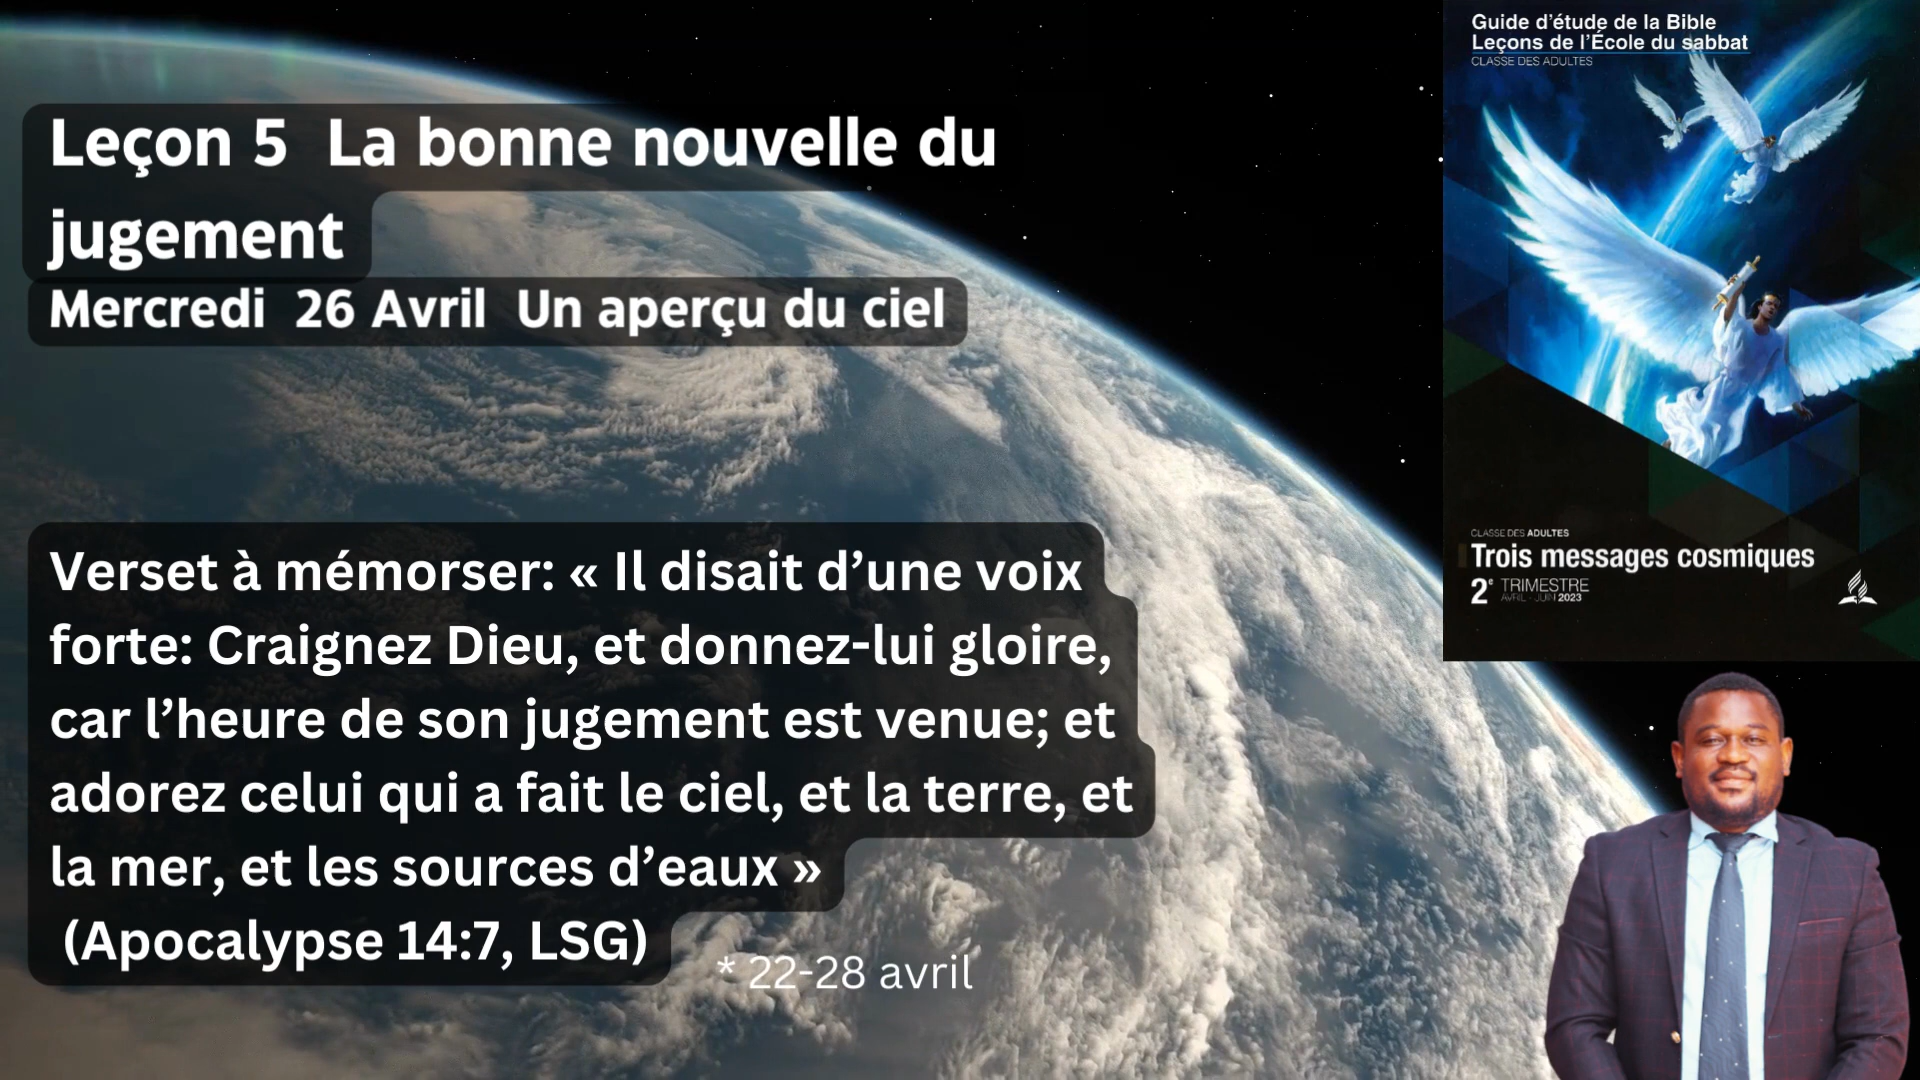 Leçon 5  La bonne nouvelle du
jugement
Mercredi  26 Avril  Un aperçu du ciel
Verset à mémorser: « Il disait d’une voix
forte: Craignez Dieu, et donnez-lui gloire,
car l’heure de son jugement est venue; et
adorez celui qui a fait le ciel, et la terre, et
la mer, et les sources d’eaux »
(Apocalypse 14:7, LSG)
* 22-28 avril
Guide d’étude de la Bible
Leçons de l’École du sabbat
CLASSE DES ADULTES
CLASSE DES ADULTES
Trois messages cosmiques
2e TRIMESTRE
AVRIL - JUIN 2023